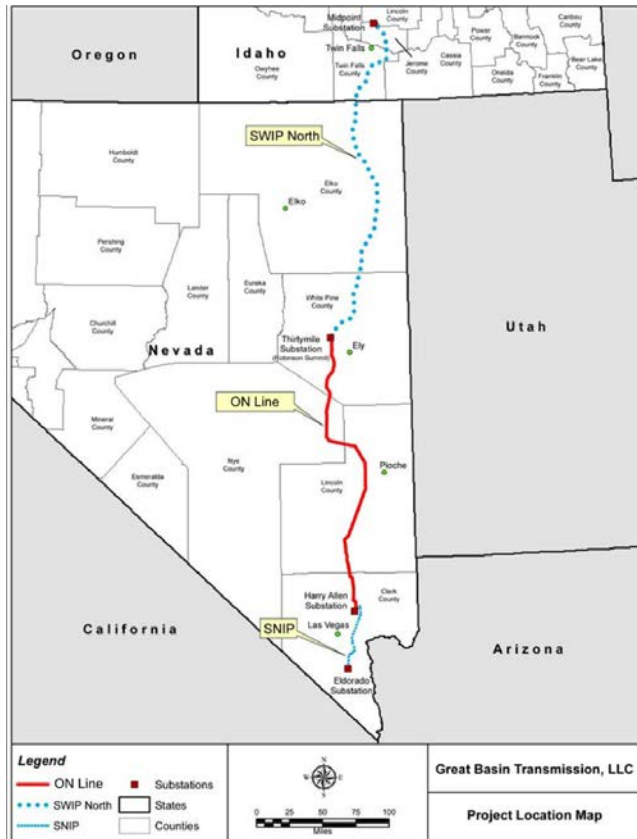 Midpoint
Substation
Lincoln
County
Oregon
Idaho
Twin Falls
Power
County
Bannock
County
Caribou
County
Owyhee
County
Twin Falls
County
Jerome
County
Cassia
County
Oneida
County
Franklin
County
Bear Lake
County
SWIP North
Humboldt
County
Elko
County
Elko
Pershing
County
Lander
County
Eureka
County
White Pine
County
Churchill
County
Utah
Nevada
Thirtymile
Substation
(Robinson Summit)
Ely
ON Line
Mineral
County
Nye
County
Pioche
Esmeralda
County
Lincoln
County
Harry Allen
Substation
Clark
County
California
Las Vegas
SNIP
Arizona
Eldorado
Substation
Legend
ON Line
Substations
SWIP North
States
SNIP
Counties
N
W
E
S
0
25
50
75
100
Miles
Great Basin Transmission, LLC
Project Location Map